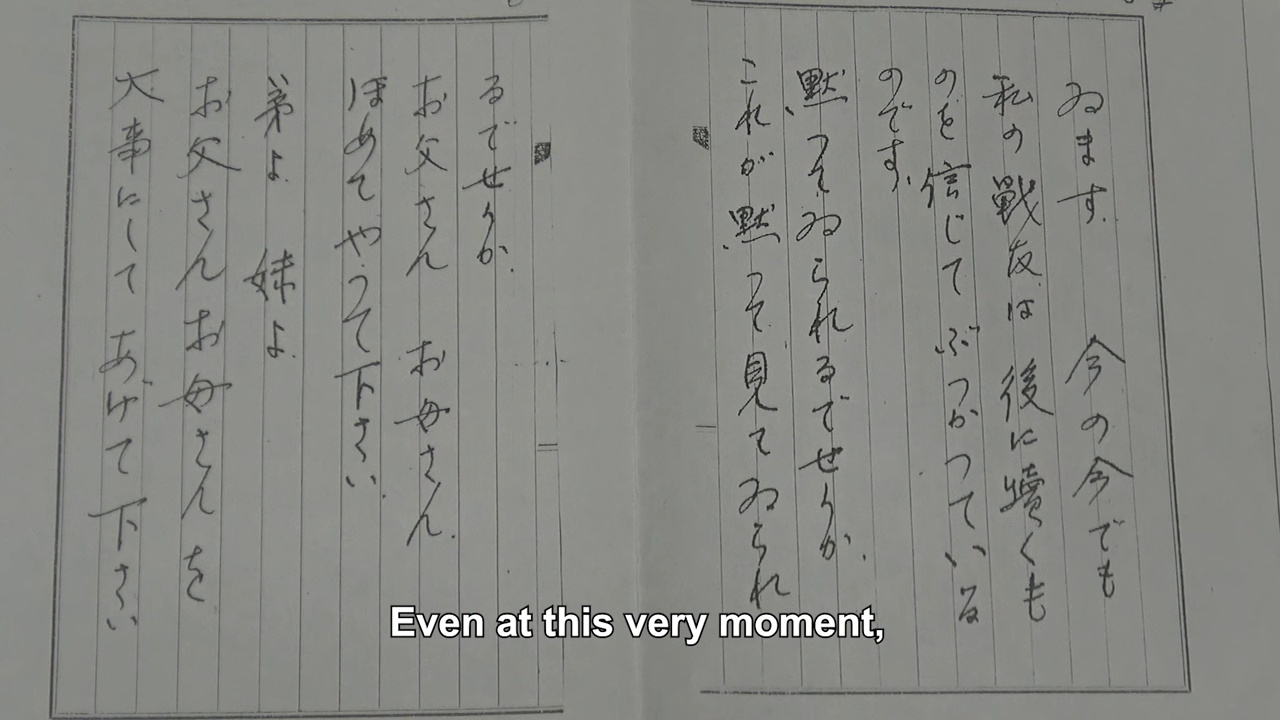 ゐます 今の今でも
私の戰友は後に續くも
のを信じてぶつかつている
のです。
黙つてゐられるでせうか。
これが黙つて見てゐられ
るでせうか。
お父さん お母さん.
ほめてやつて下さい.
弟よ 妹よ
お父さんお母さんを
大事にしてあげて下さい
Even at this very moment,